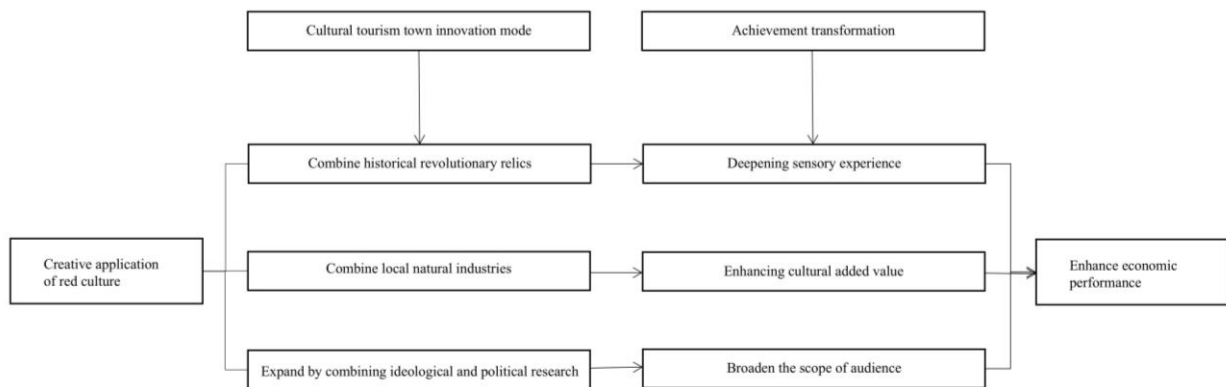 Cultural tourism town innovation mode
Achievement transformation
Combine historical revolutionary relics
Deepening sensory experience
Creative application
of red culture
Combine local natural industries
Enhancing cultural added value
Enhance economic
performance
Expand by combining ideological and political research
Broaden the scope of audience